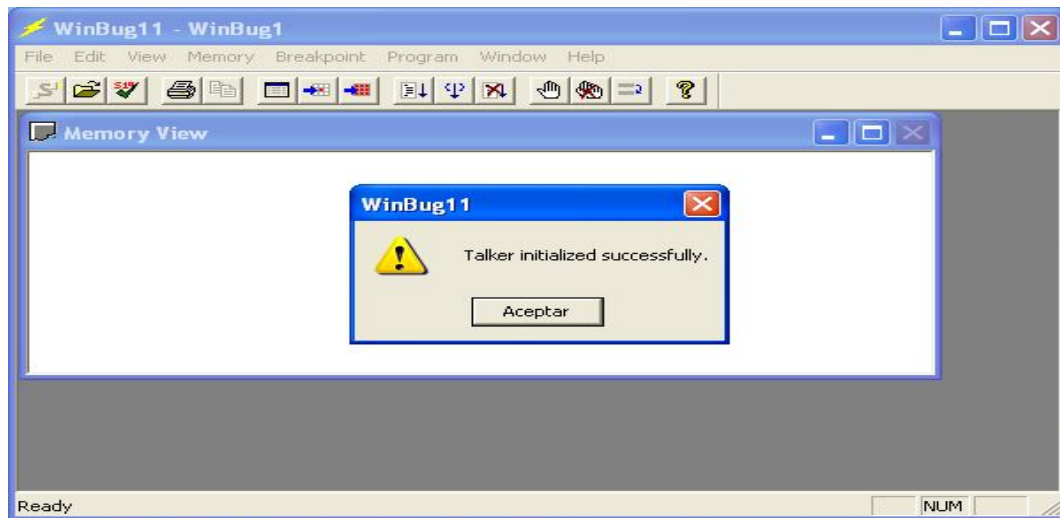 WinBug11 - WinBug1
File Edit View Memory Breakpoint Program Window Help
Memory View
WinBug11
Talker initialized successfully.
Aceptar
Ready
NUM